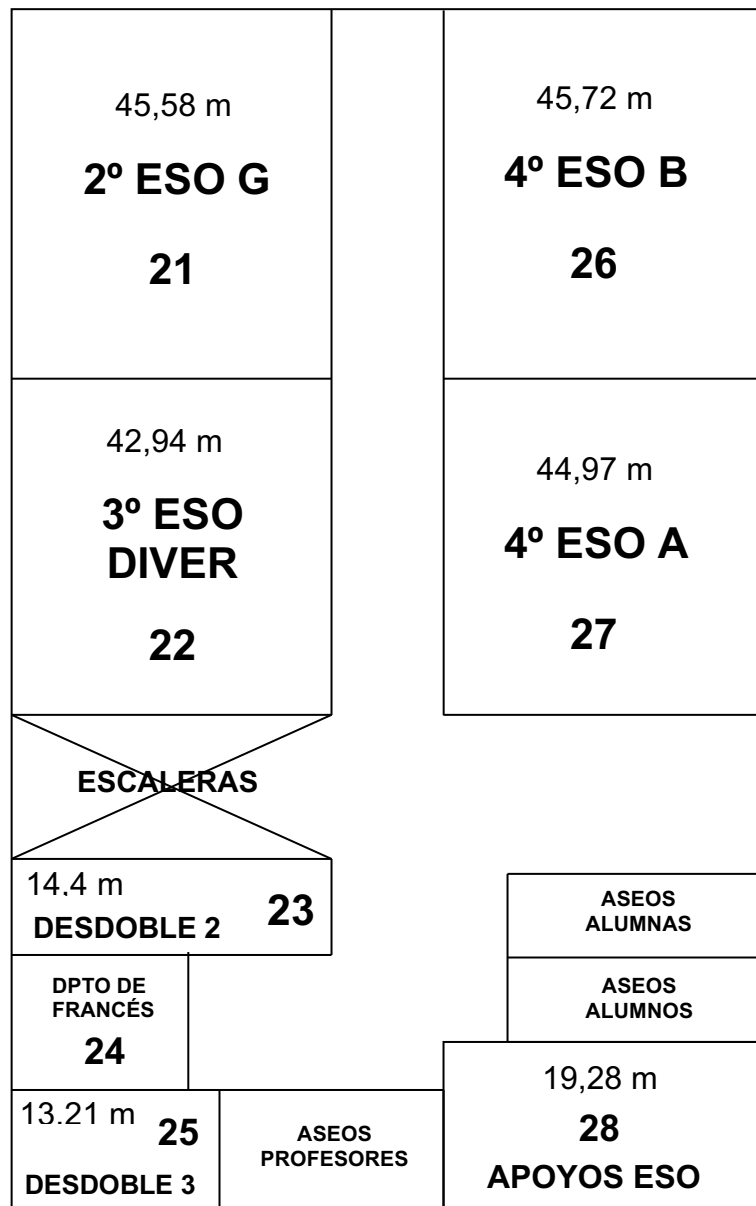 45,58 m
2º ESO G
21
45,72 m
4º ESO B
26
42,94 m
3º ESO
DIVER
22
44,97 m
4º ESO A
27
ESCALERAS
14,4 m
23
DESDOBLE 2
ASEOS
ALUMNAS
DPTO DE
FRANCÉS
24
ASEOS
ALUMNOS
13,21 m
25
DESDOBLE 3
ASEOS
PROFESORES
19,28 m
28
APOYOS ESO